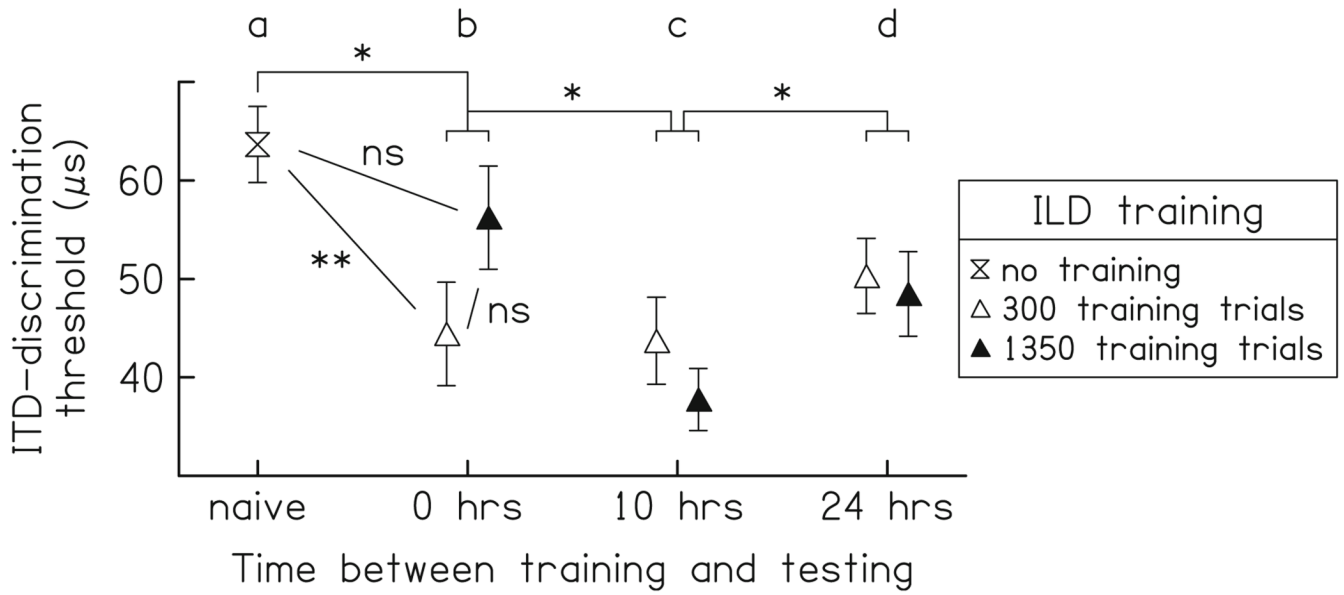 a b c d
*
* *
ITD-discrimination
threshold (μs)
60
50
40
ns
**
ns
naive 0 hrs 10 hrs 24 hrs
Time between training and testing
ILD training
no training
300 training trials
1350 training trials